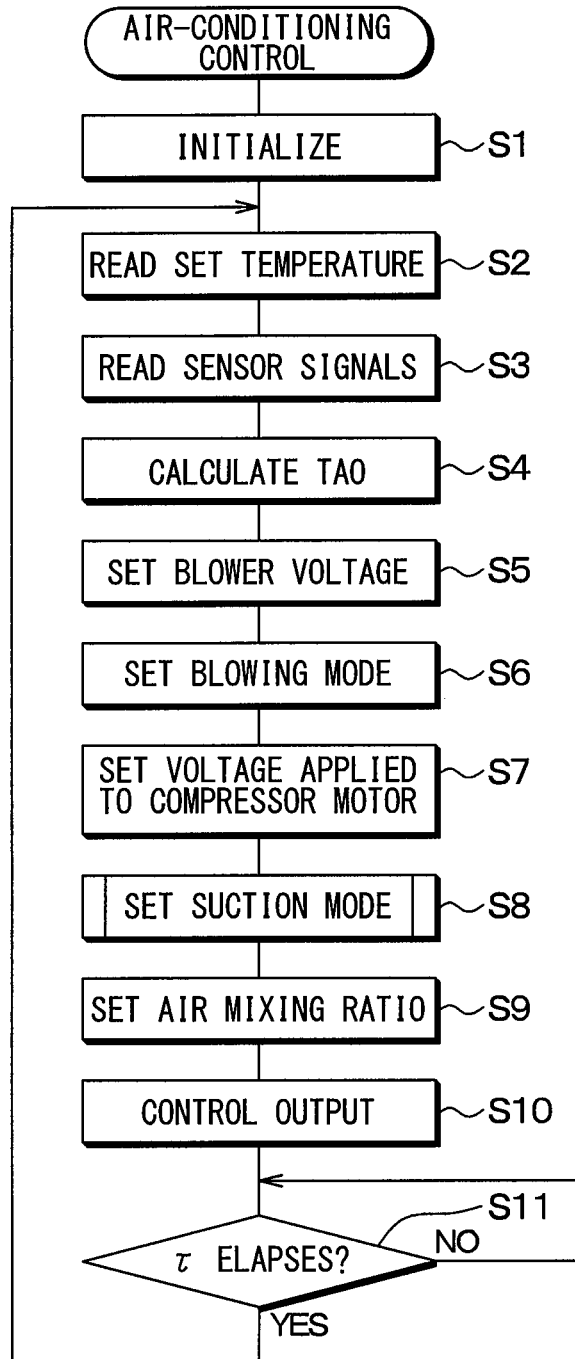 AIR-CONDITIONING
CONTROL
INITIALIZE
S1
READ SET TEMPERATURE
S2
READ SENSOR SIGNALS
S3
CALCULATE TAO
S4
SET BLOWER VOLTAGE
S5
SET BLOWING MODE
S6
SET VOLTAGE APPLIED
TO COMPRESSOR MOTOR
S7
SET SUCTION MODE
S8
SET AIR MIXING RATIO
S9
CONTROL OUTPUT
S10
S11
τ ELAPSES?
NO
YES